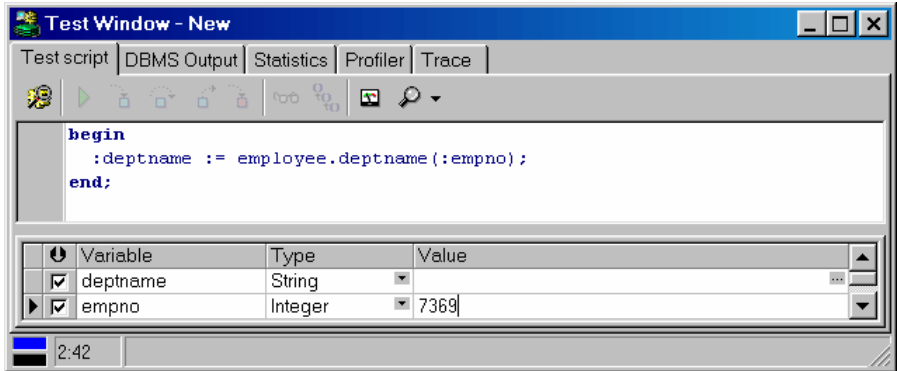 Test Window - New
Test script DBMS Output Statistics Profiler Trace
begin
:deptname := employee.deptname(:empno);
end;
Variable Type Value
deptname String
empno Integer 7369
2:42